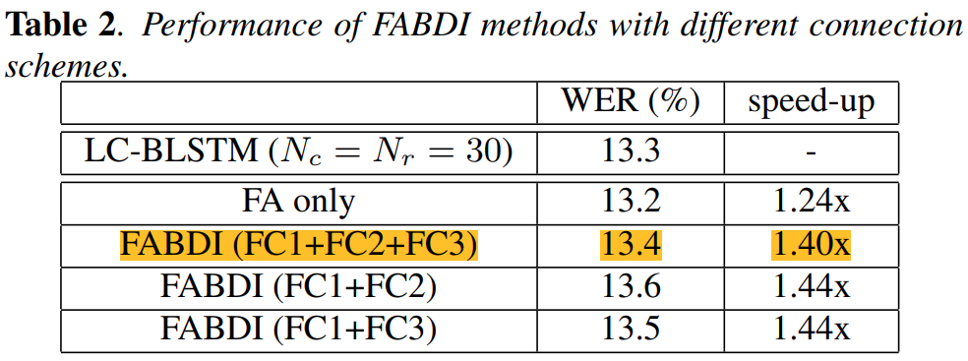 Table 2. Performance of FABDI methods with different connection
schemes.
WER (%) speed-up
LC-BLSTM (Nc = Nr = 30) 13.3 -
FA only 13.2 1.24x
FABDI (FC1+FC2+FC3) 13.4 1.40x
FABDI (FC1+FC2) 13.6 1.44x
FABDI (FC1+FC3) 13.5 1.44x